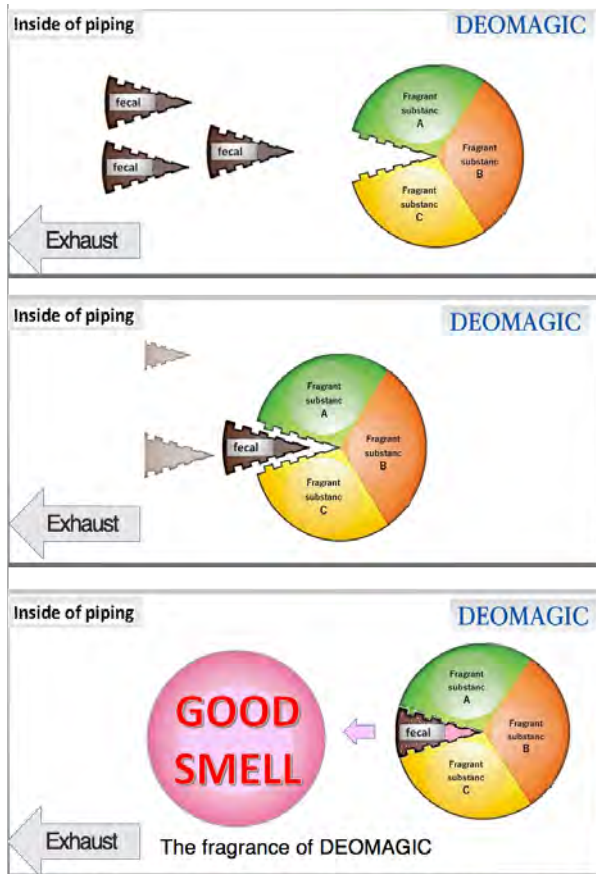 Inside of piping
DEOMAGIC
fecal
fecal
fecal
Fragrant
substanc
A
Fragrant
substanc
B
Fragrant
substanc
C
Exhaust
Inside of piping
DEOMAGIC
Fragrant
substanc
A
fecal
Fragrant
substanc
B
Fragrant
substanc
C
Exhaust
Inside of piping
DEOMAGIC
GOOD
SMELL
Fragrant
substanc
A
fecal
Fragrant
substanc
B
Fragrant
substanc
C
Exhaust
The fragrance of DEOMAGIC